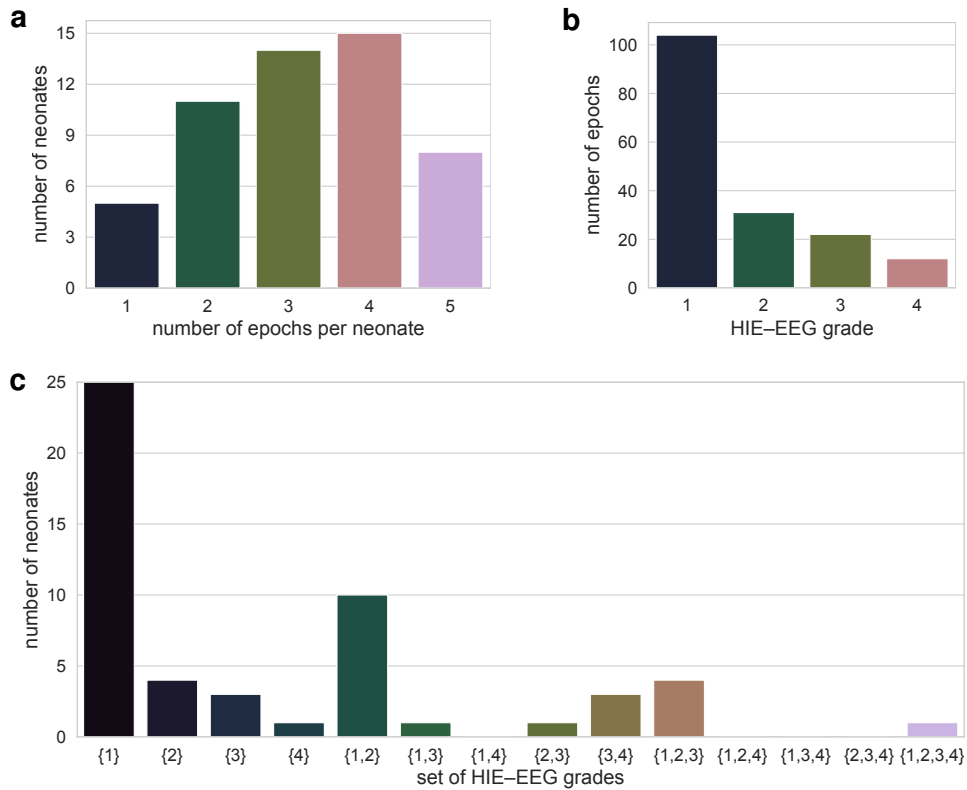 a
number of neonates
15
12
9
6
3
0
1 2 3 4 5
number of epochs per neonate
b
number of epochs
100
80
60
40
20
0
1 2 3 4
HIE–EEG grade
c
number of neonates
25
20
15
10
5
0
{1} {2} {3} {4} {1,2} {1,3} {1,4} {2,3} {3,4} {1,2,3} {1,2,4} {1,3,4} {2,3,4} {1,2,3,4}
set of HIE–EEG grades